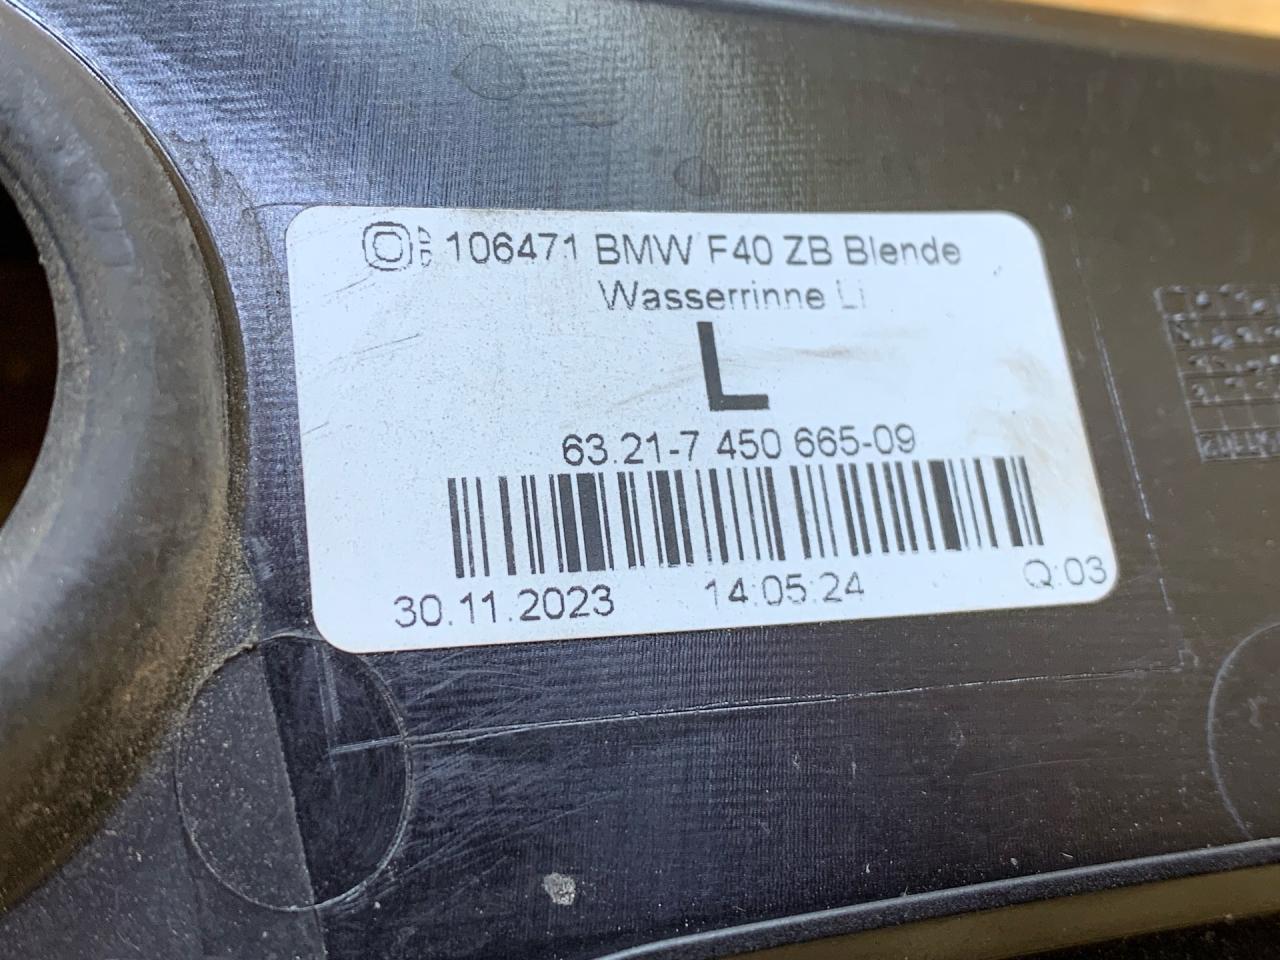 106471 BMW F40 ZB Blende
Wasserrinne Li
L
63.21-7 450 665-09
30.11.2023 14:05:24 Q:03